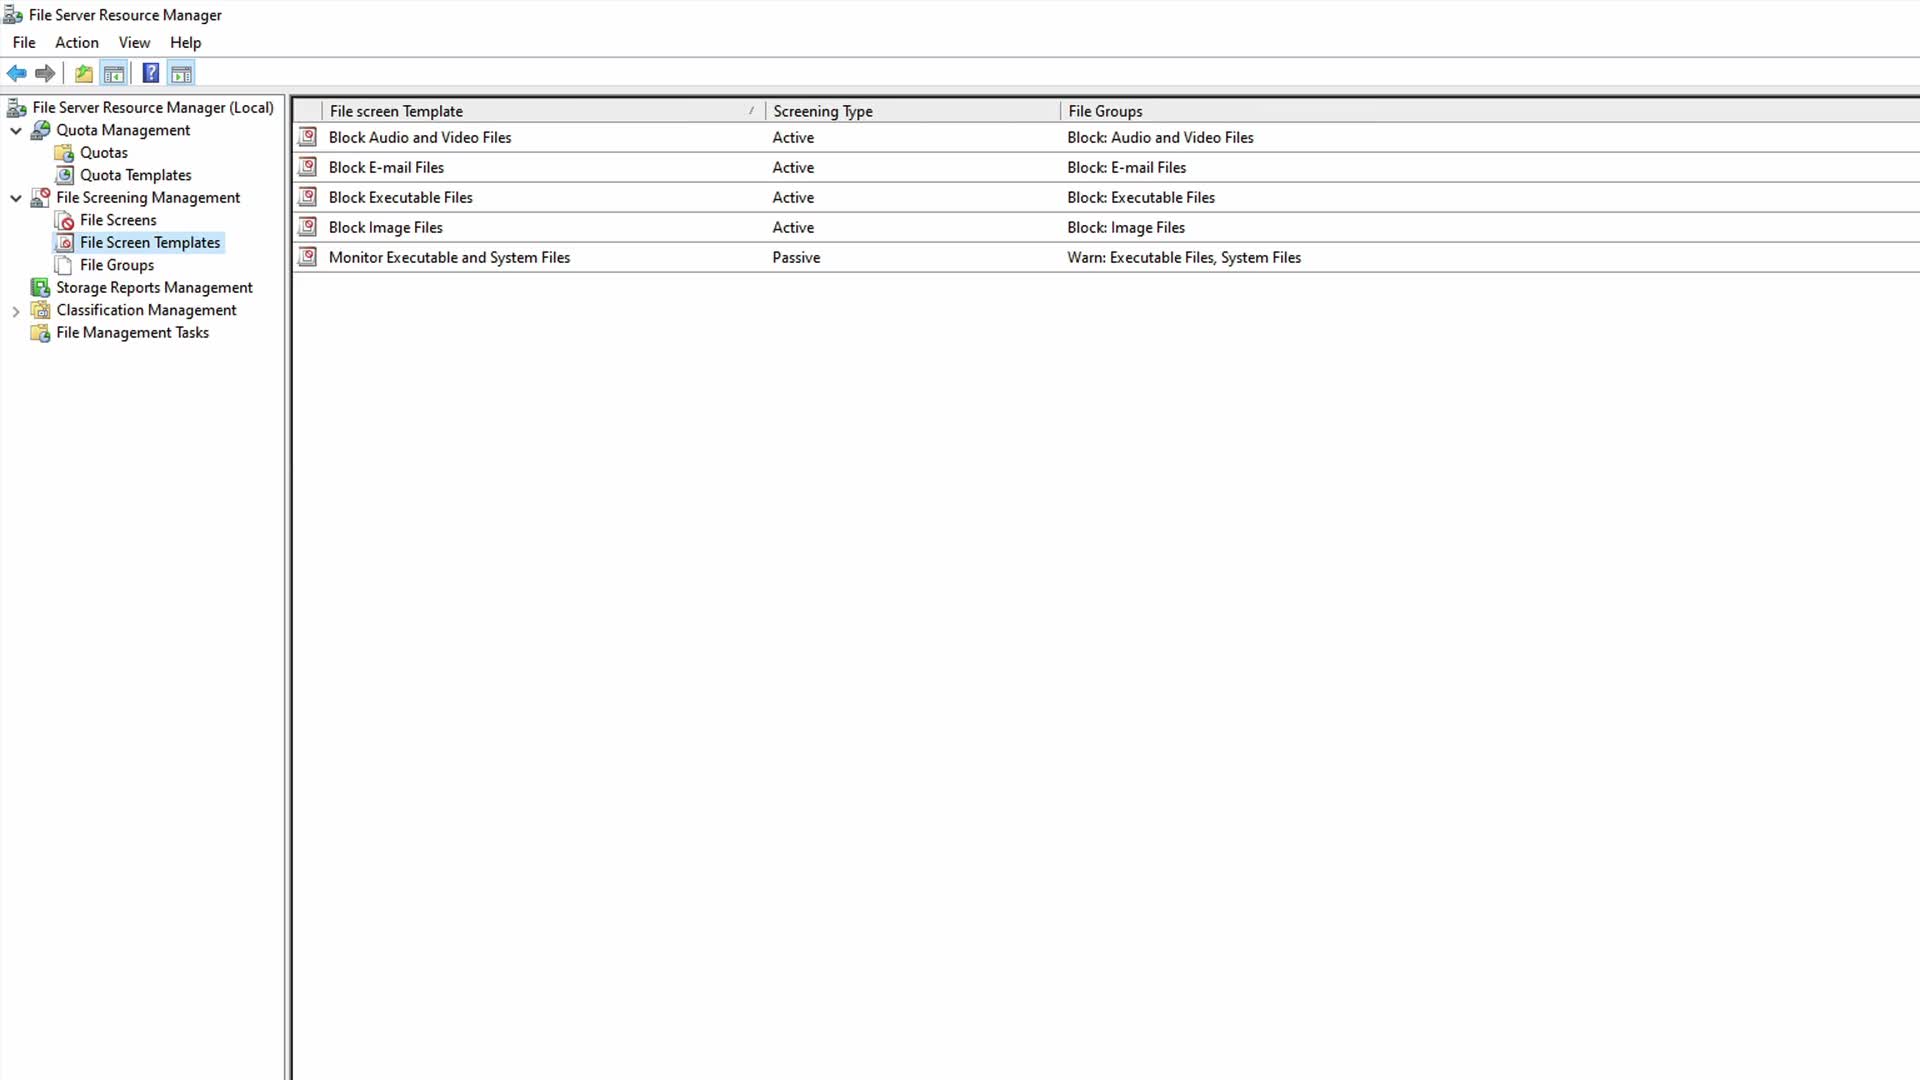 File Server Resource Manager
File Action View Help
File Server Resource Manager (Local)
Quota Management
Quotas
Quota Templates
File Screening Management
File Screens
File Screen Templates
File Groups
Storage Reports Management
Classification Management
File Management Tasks
File screen Template Screening Type File Groups
Block Audio and Video Files Active Block: Audio and Video Files
Block E-mail Files Active Block: E-mail Files
Block Executable Files Active Block: Executable Files
Block Image Files Active Block: Image Files
Monitor Executable and System Files Passive Warn: Executable Files, System Files